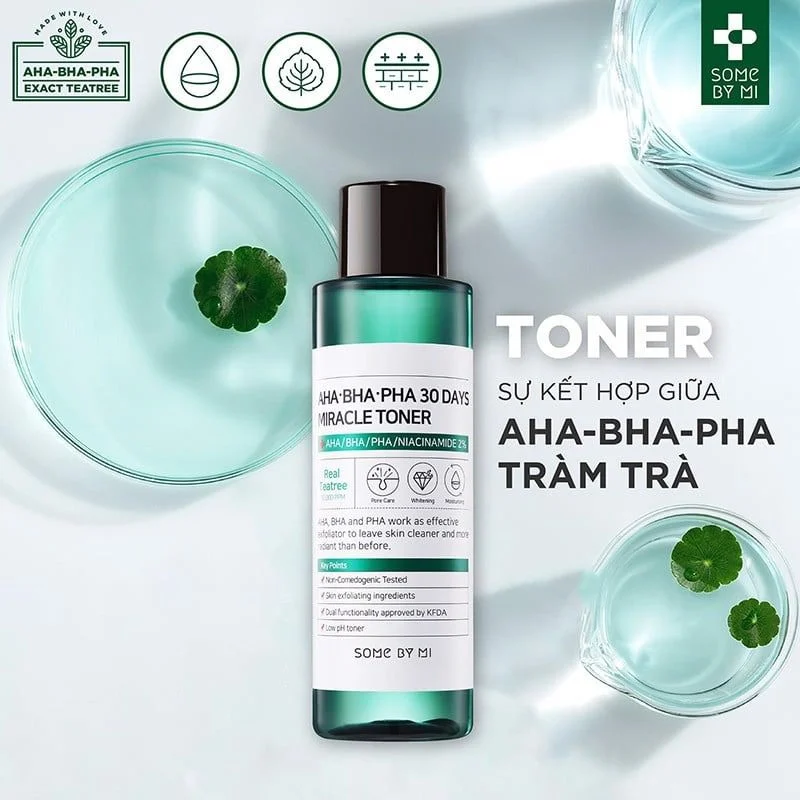 MADE WITH LOVE
AHA-BHA-PHA
EXACT TEATREE
SOME
BY MI
TONER
SỰ KẾT HỢP GIỮA
AHA-BHA-PHA
TRÀM TRÀ
AHA·BHA·PHA 30 DAYS
MIRACLE TONER
AHA/BHA/PHA/NIACINAMIDE 2%
Real
Teatree
Pore Care
Whitening
Moisturizing
AHA, BHA and PHA work as effective
exfoliator to leave skin cleaner and more
radiant than before.
Key Points
✓ Non-Comedogenic Tested
✓ Skin exfoliating ingredients
✓ Dual functionality approved by KFDA
✓ Low pH toner
SOME BY MI